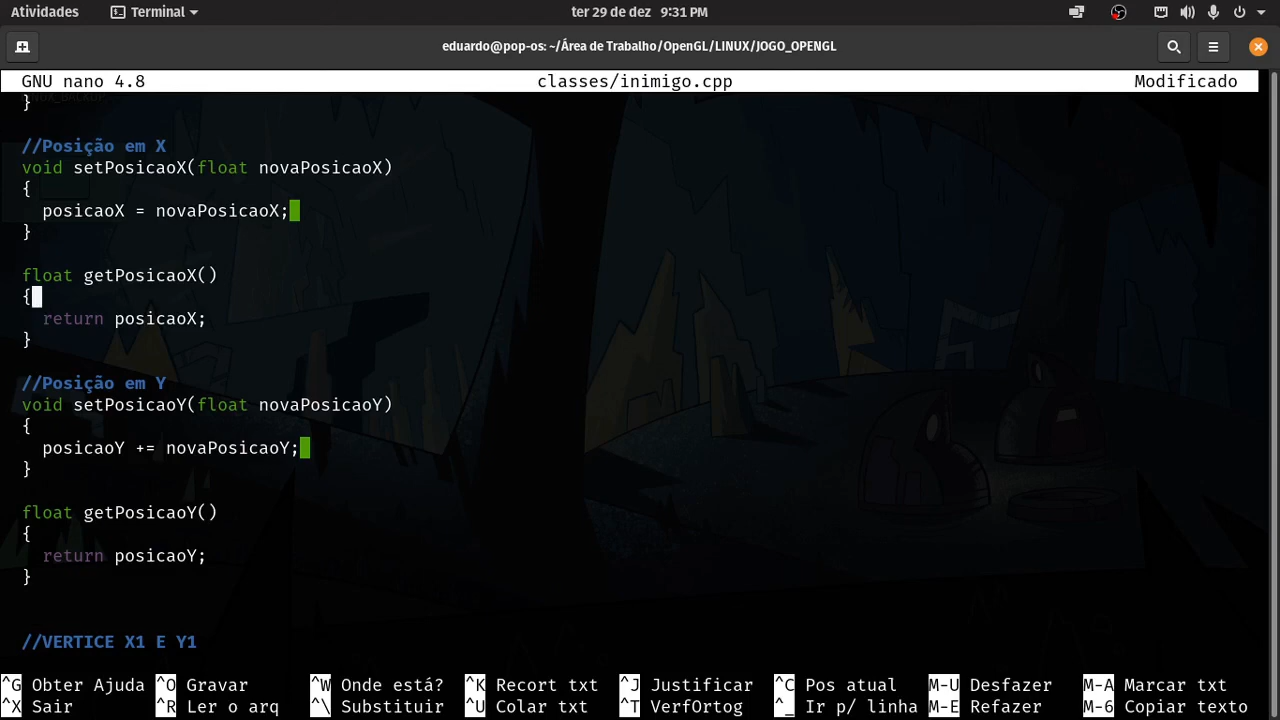 Atividades Terminal ter 29 de dez 9:31 PM
eduardo@pop-os: ~/Área de Trabalho/OpenGL/LINUX/JOGO_OPENGL
GNU nano 4.8 classes/inimigo.cpp Modificado
}
//Posição em X
void setPosicaoX(float novaPosicaoX)
{
posicaoX = novaPosicaoX;
}
float getPosicaoX()
{
return posicaoX;
}
//Posição em Y
void setPosicaoY(float novaPosicaoY)
{
posicaoY += novaPosicaoY;
}
float getPosicaoY()
{
return posicaoY;
}
//VERTICE X1 E Y1
^G Obter Ajuda ^O Gravar ^W Onde está? ^K Recort txt ^J Justificar ^C Pos atual M-U Desfazer M-A Marcar txt
^X Sair ^R Ler o arq ^\ Substituir ^U Colar txt ^T VerfOrtog ^_ Ir p/ linha M-E Refazer M-6 Copiar texto